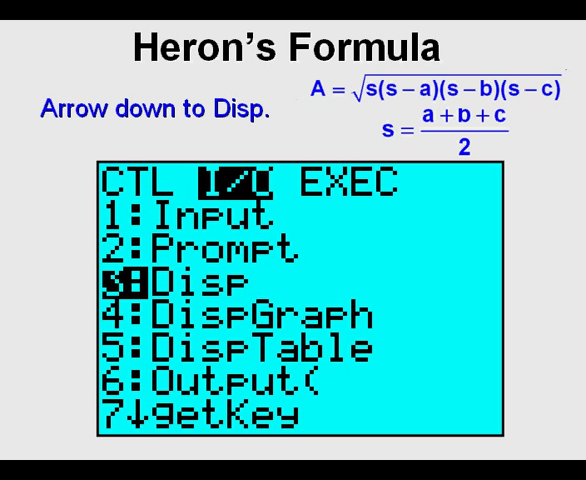 Heron's Formula
Arrow down to Disp.
A = √s(s – a)(s – b)(s – c)
s = a + b + c / 2
CTL I/O EXEC
1:Input
2:Prompt
3:Disp
4:DispGraph
5:DispTable
6:Output(
7↓getKey